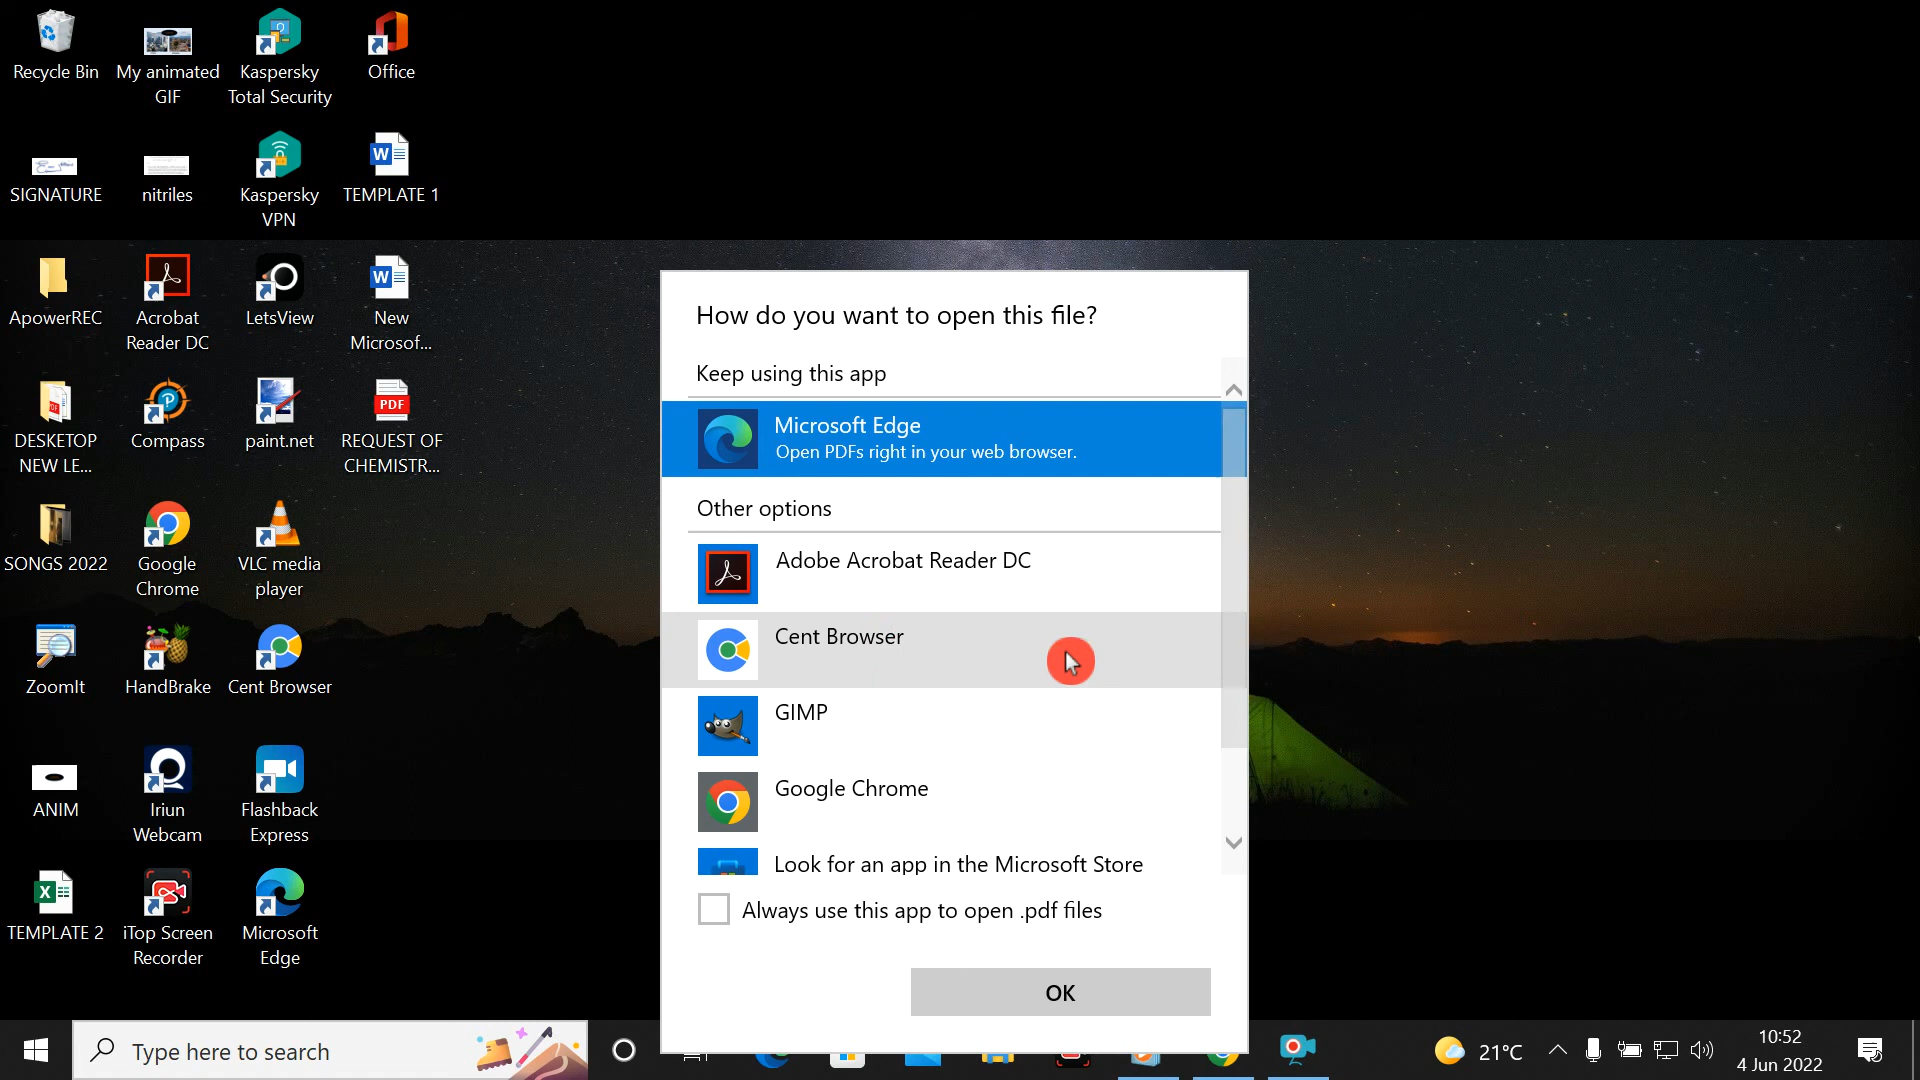 Recycle Bin
My animated
GIF
Kaspersky
Total Security
Office
SIGNATURE
nitriles
Kaspersky
VPN
TEMPLATE 1
ApowerREC
Acrobat
Reader DC
LetsView
New
Microsof...
DESKETOP
NEW LE...
Compass
paint.net
PDF
REQUEST OF
CHEMISTR...
SONGS 2022
Google
Chrome
VLC media
player
ZoomIt
HandBrake
Cent Browser
ANIM
Iriun
Webcam
Flashback
Express
TEMPLATE 2
iTop Screen
Recorder
Microsoft
Edge
How do you want to open this file?
Keep using this app
Microsoft Edge
Open PDFs right in your web browser.
Other options
Adobe Acrobat Reader DC
Cent Browser
GIMP
Google Chrome
Look for an app in the Microsoft Store
Always use this app to open .pdf files
OK
Type here to search
21°C
10:52
4 Jun 2022